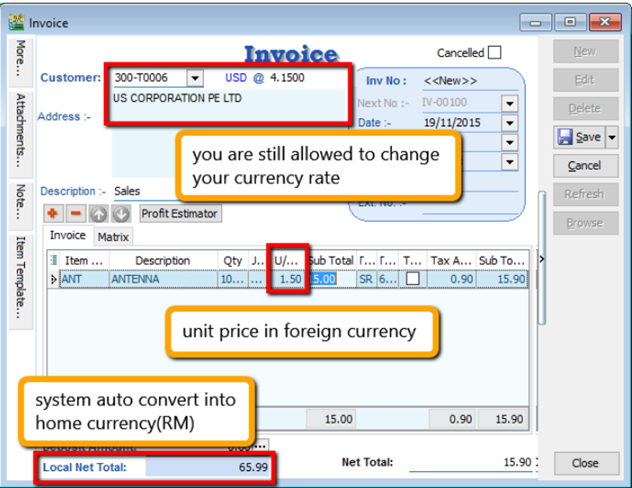 Invoice
More...
Attachments...
Note...
Item Template...
Invoice
Cancelled
Customer: 300-T0006 USD @ 4.1500
US CORPORATION PE LTD
Address :-
Inv No : <<New>>
Next No :- IV-00100
Date :- 19/11/2015
you are still allowed to change
your currency rate
Description :- Sales
Ext. No. :-
Profit Estimator
Invoice Matrix
Item ... Description Qty J... U/... Sub Total T... T... Tax A... Sub To...
ANT ANTENNA 10... ... 1.50 15.00 SR 6... 0.90 15.90
unit price in foreign currency
system auto convert into
home currency(RM)
15.00 0.90 15.90
Deposit Amount: 0.00 ...
Local Net Total: 65.99
Net Total: 15.90
New
Edit
Delete
Save
Cancel
Refresh
Browse
Close